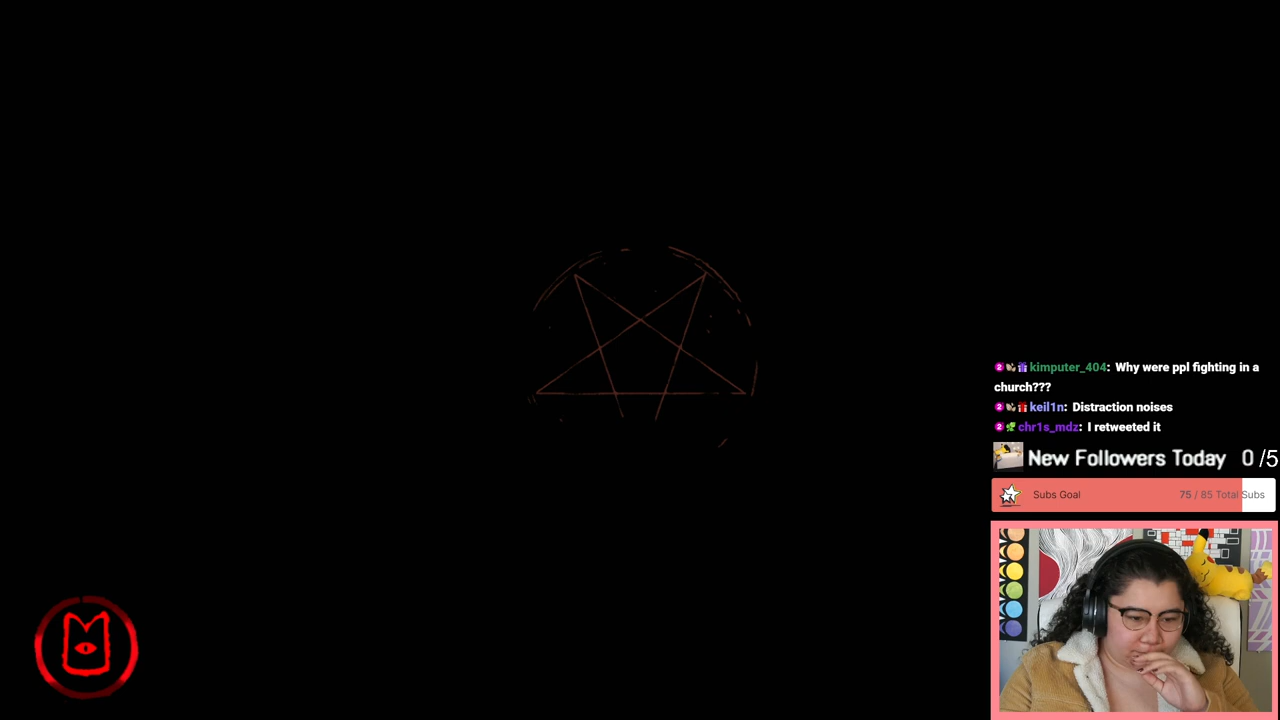 kimputer_404: Why were ppl fighting in a
church???
keil1n: Distraction noises
chr1s_mdz: I retweeted it
New Followers Today 0 /5
Subs Goal 75 / 85 Total Subs